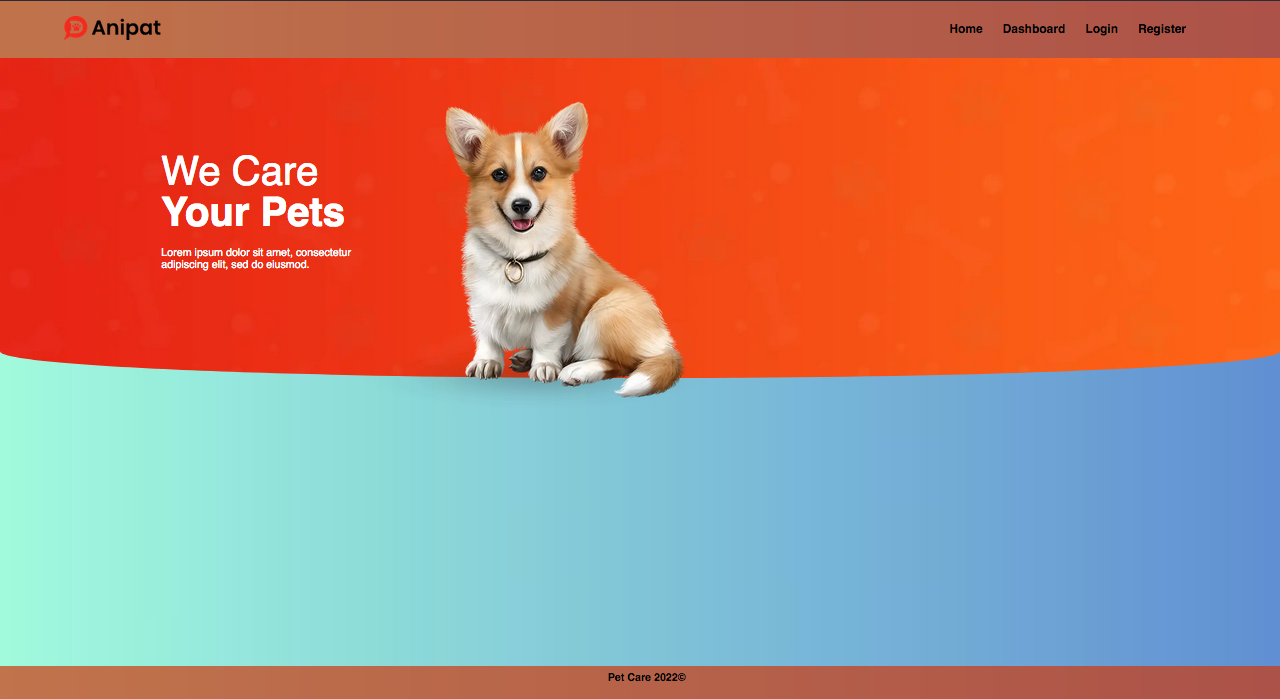 Anipat
Home Dashboard Login Register
We Care
Your Pets
Lorem ipsum dolor sit amet, consectetur
adipiscing elit, sed do eiusmod.
Pet Care 2022©